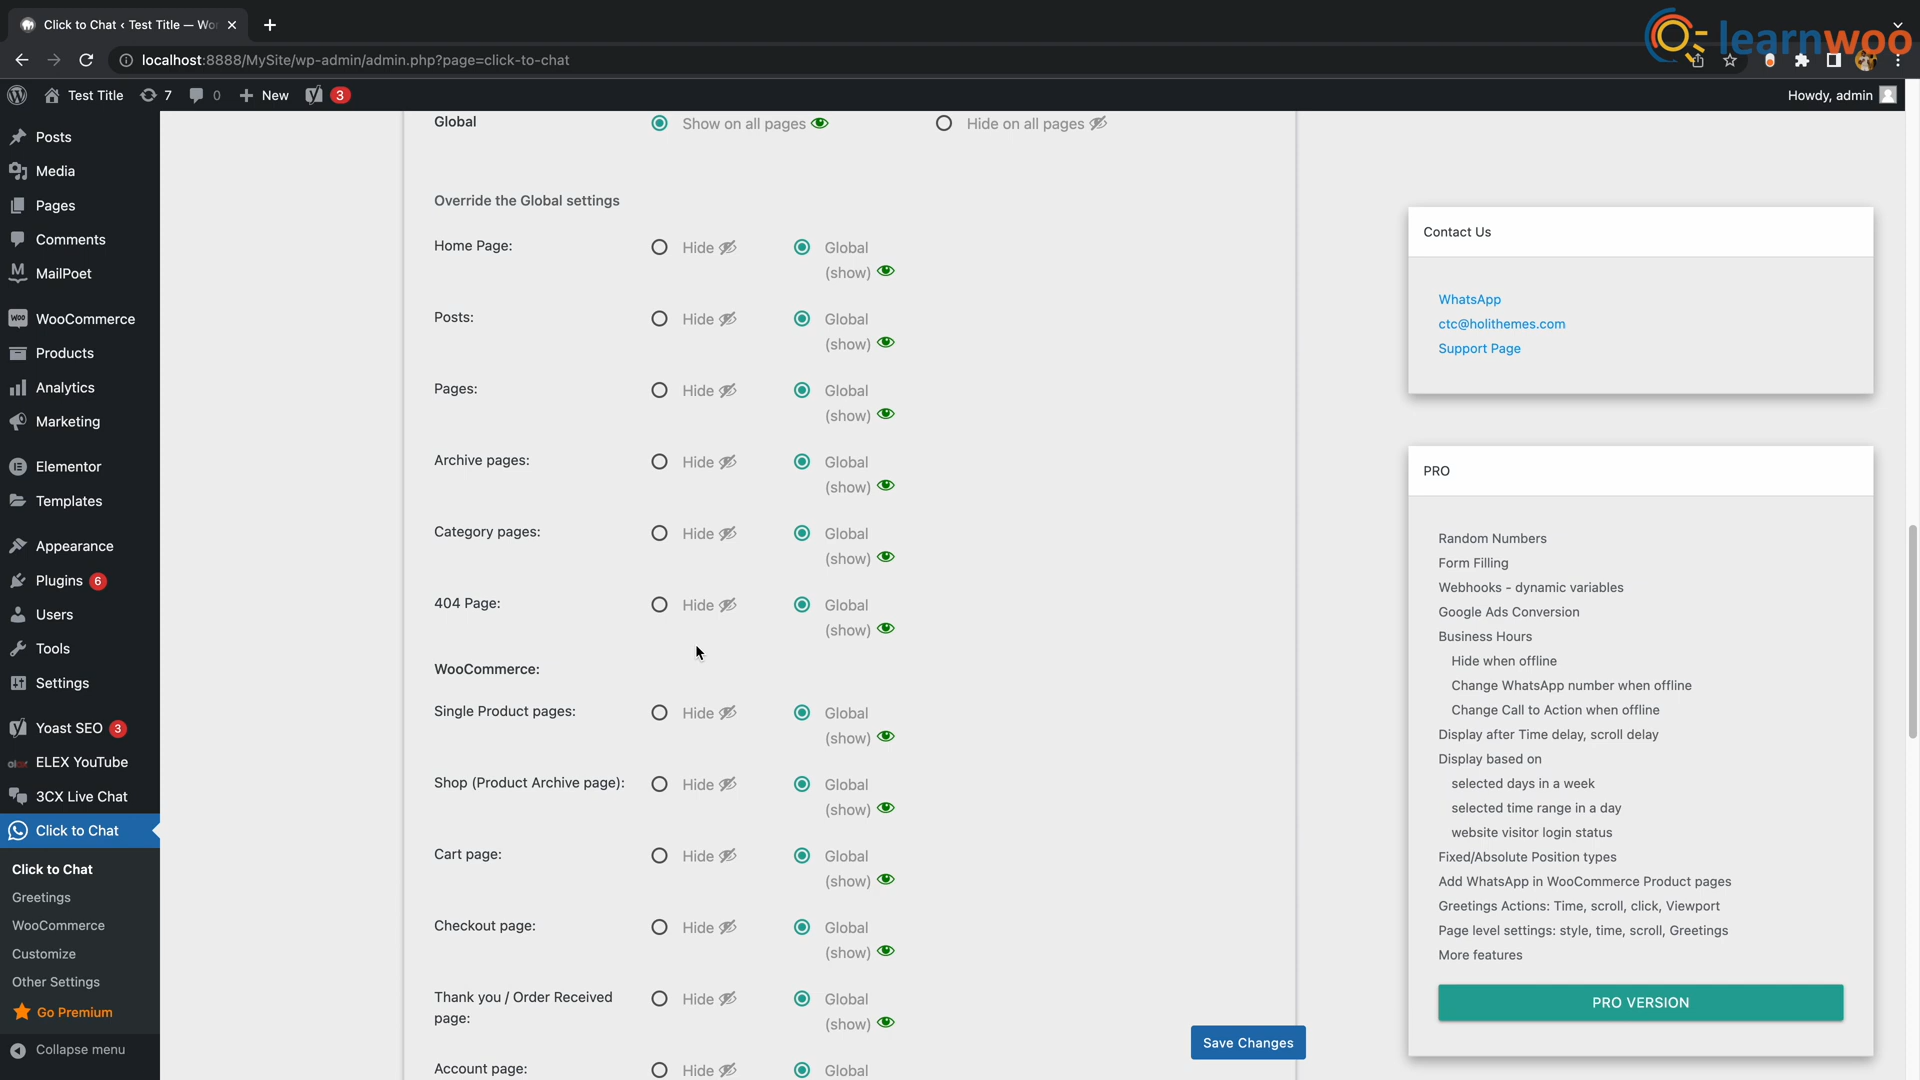 Click to Chat ‹ Test Title — Wor
learnwoo
localhost:8888/MySite/wp-admin/admin.php?page=click-to-chat
Test Title
7
0
New
3
Howdy, admin
Posts
Media
Pages
Comments
MailPoet
WooCommerce
Products
Analytics
Marketing
Elementor
Templates
Appearance
Plugins 6
Users
Tools
Settings
Yoast SEO 3
ELEX YouTube
3CX Live Chat
Click to Chat
Click to Chat
Greetings
WooCommerce
Customize
Other Settings
Go Premium
Collapse menu
Global
Show on all pages
Hide on all pages
Override the Global settings
Home Page:
Hide
Global
(show)
Posts:
Hide
Global
(show)
Pages:
Hide
Global
(show)
Archive pages:
Hide
Global
(show)
Category pages:
Hide
Global
(show)
404 Page:
Hide
Global
(show)
WooCommerce:
Single Product pages:
Hide
Global
(show)
Shop (Product Archive page):
Hide
Global
(show)
Cart page:
Hide
Global
(show)
Checkout page:
Hide
Global
(show)
Thank you / Order Received
page:
Hide
Global
(show)
Account page:
Hide
Global
Save Changes
Contact Us
WhatsApp
ctc@holithemes.com
Support Page
PRO
Random Numbers
Form Filling
Webhooks - dynamic variables
Google Ads Conversion
Business Hours
Hide when offline
Change WhatsApp number when offline
Change Call to Action when offline
Display after Time delay, scroll delay
Display based on
selected days in a week
selected time range in a day
website visitor login status
Fixed/Absolute Position types
Add WhatsApp in WooCommerce Product pages
Greetings Actions: Time, scroll, click, Viewport
Page level settings: style, time, scroll, Greetings
More features
PRO VERSION